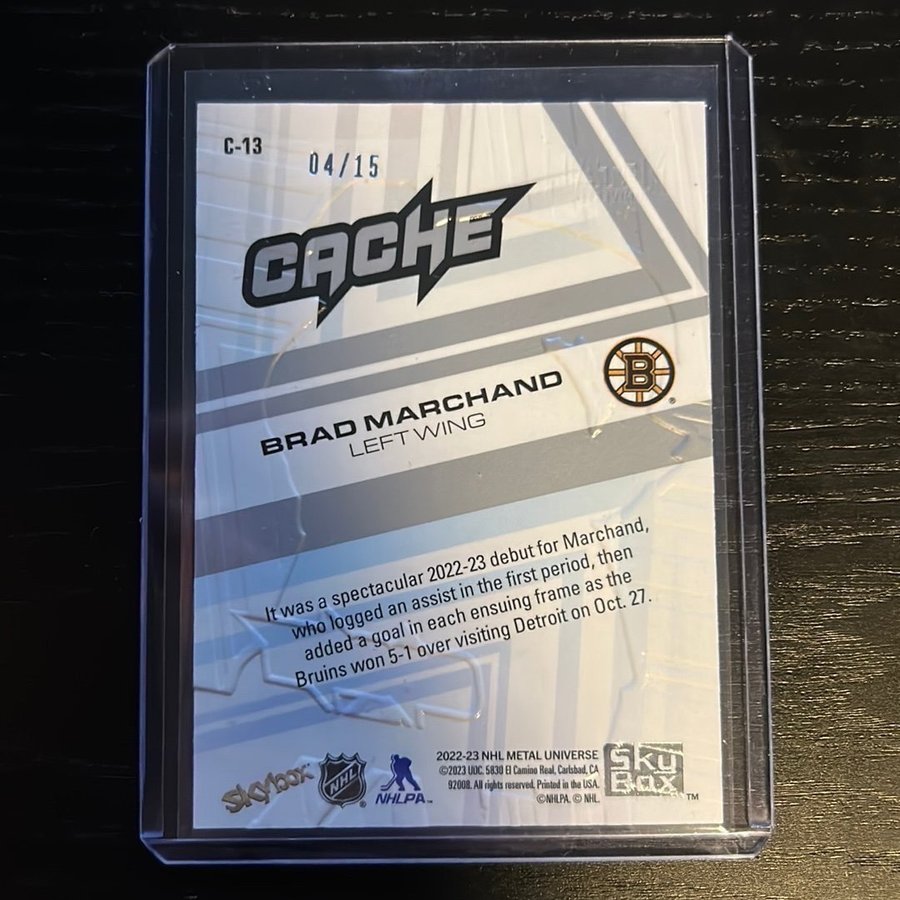 C-13
04/15
CACHE
B
®
BRAD MARCHAND
LEFT WING
It was a spectacular 2022-23 debut for Marchand,
who logged an assist in the first period, then
added a goal in each ensuing frame as the
Bruins won 5-1 over visiting Detroit on Oct. 27.
skybox
NHL
®
NHLPA™
2022-23 NHL METAL UNIVERSE
©2023 UDC. 5830 El Camino Real, Carlsbad, CA
92008. All rights reserved. Printed in the USA.
©NHLPA. © NHL.
SkyBox™